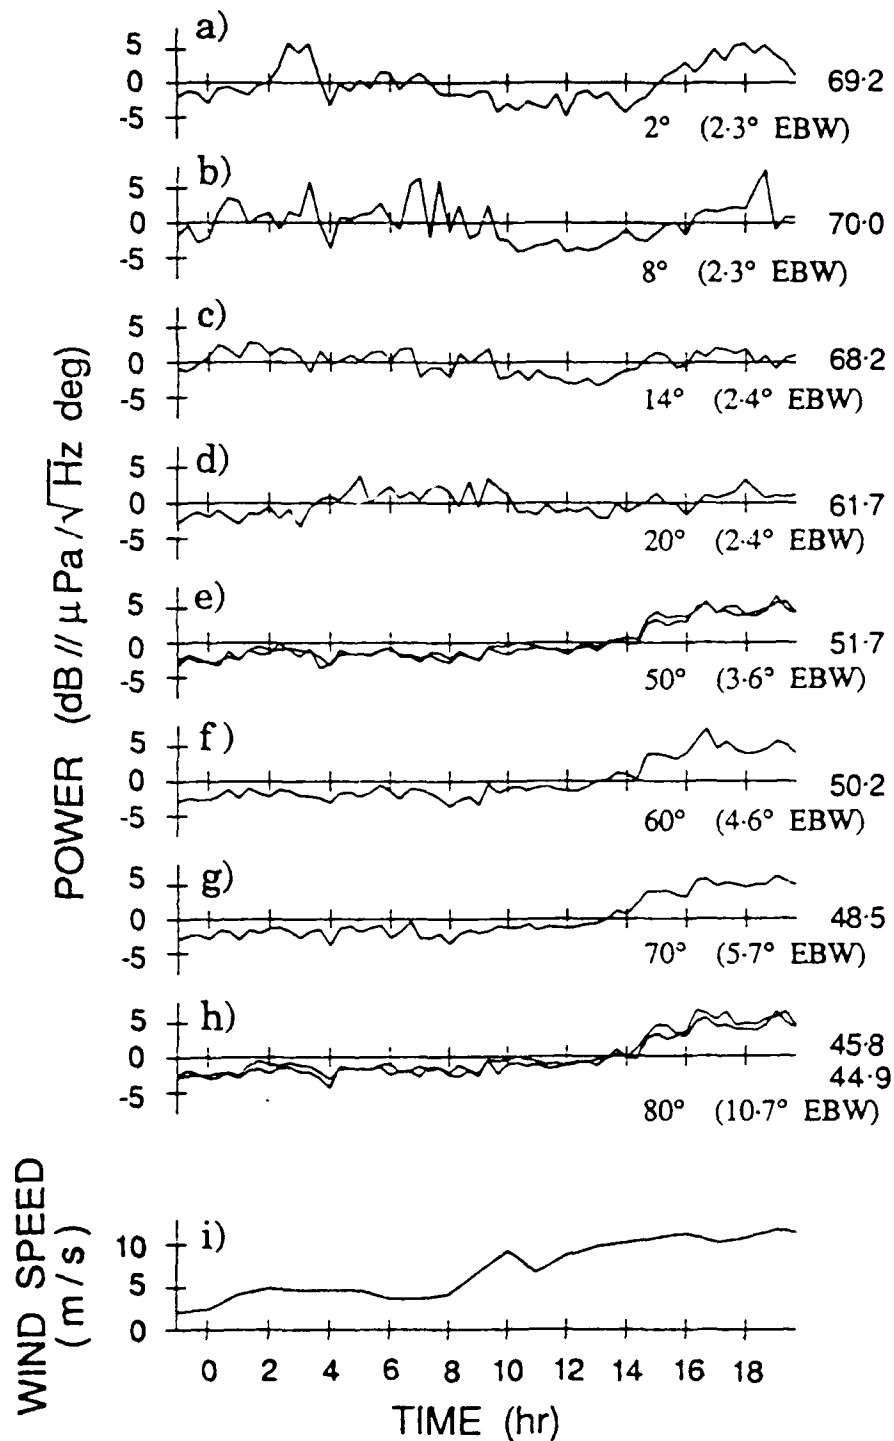 POWER (dB//μPa/√Hz deg)
a)
5
0
-5
69·2
2° (2·3° EBW)
b)
5
0
-5
70·0
8° (2·3° EBW)
c)
5
0
-5
68·2
14° (2·4° EBW)
d)
5
0
-5
61·7
20° (2·4° EBW)
e)
5
0
-5
51·7
50° (3·6° EBW)
f)
5
0
-5
50·2
60° (4·6° EBW)
g)
5
0
-5
48·5
70° (5·7° EBW)
h)
5
0
-5
45·8
44·9
80° (10·7° EBW)
WIND SPEED
(m/s)
i)
10
5
0
0 2 4 6 8 10 12 14 16 18
TIME (hr)